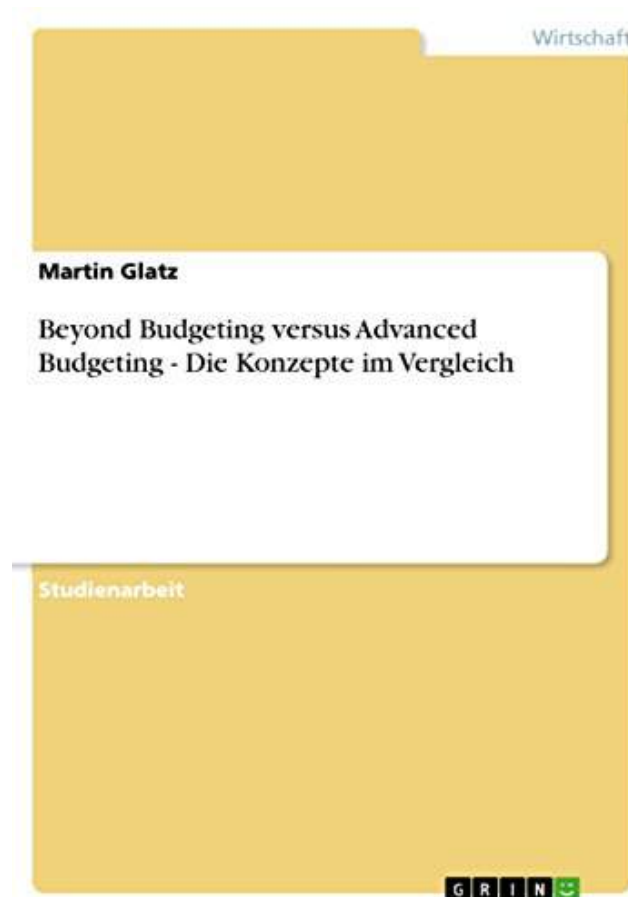 Wirtschaft
Martin Glatz
Beyond Budgeting versus Advanced
Budgeting - Die Konzepte im Vergleich
Studienarbeit
GRIN